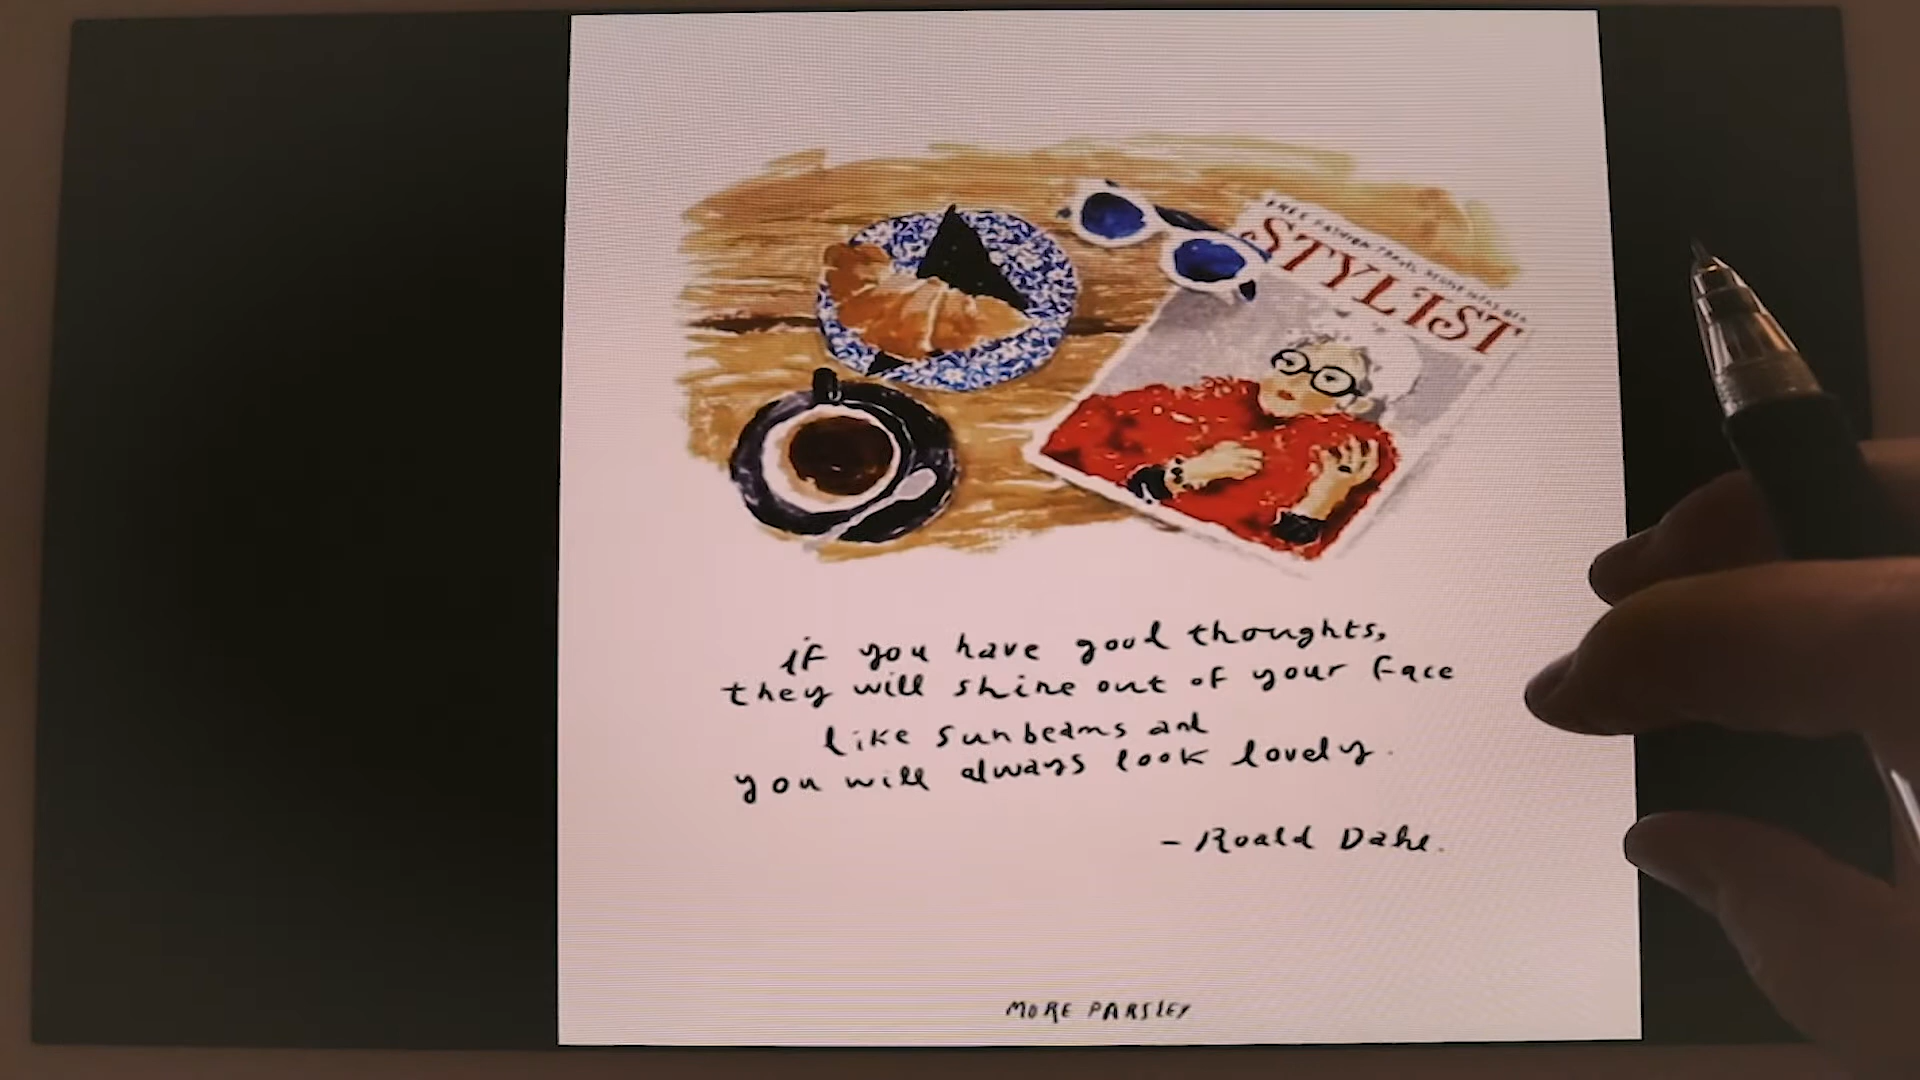 STYLIST
if you have good thoughts,
they will shine out of your face
like sunbeams and
you will always look lovely.
- Roald Dahl.
MORE PARSLEY